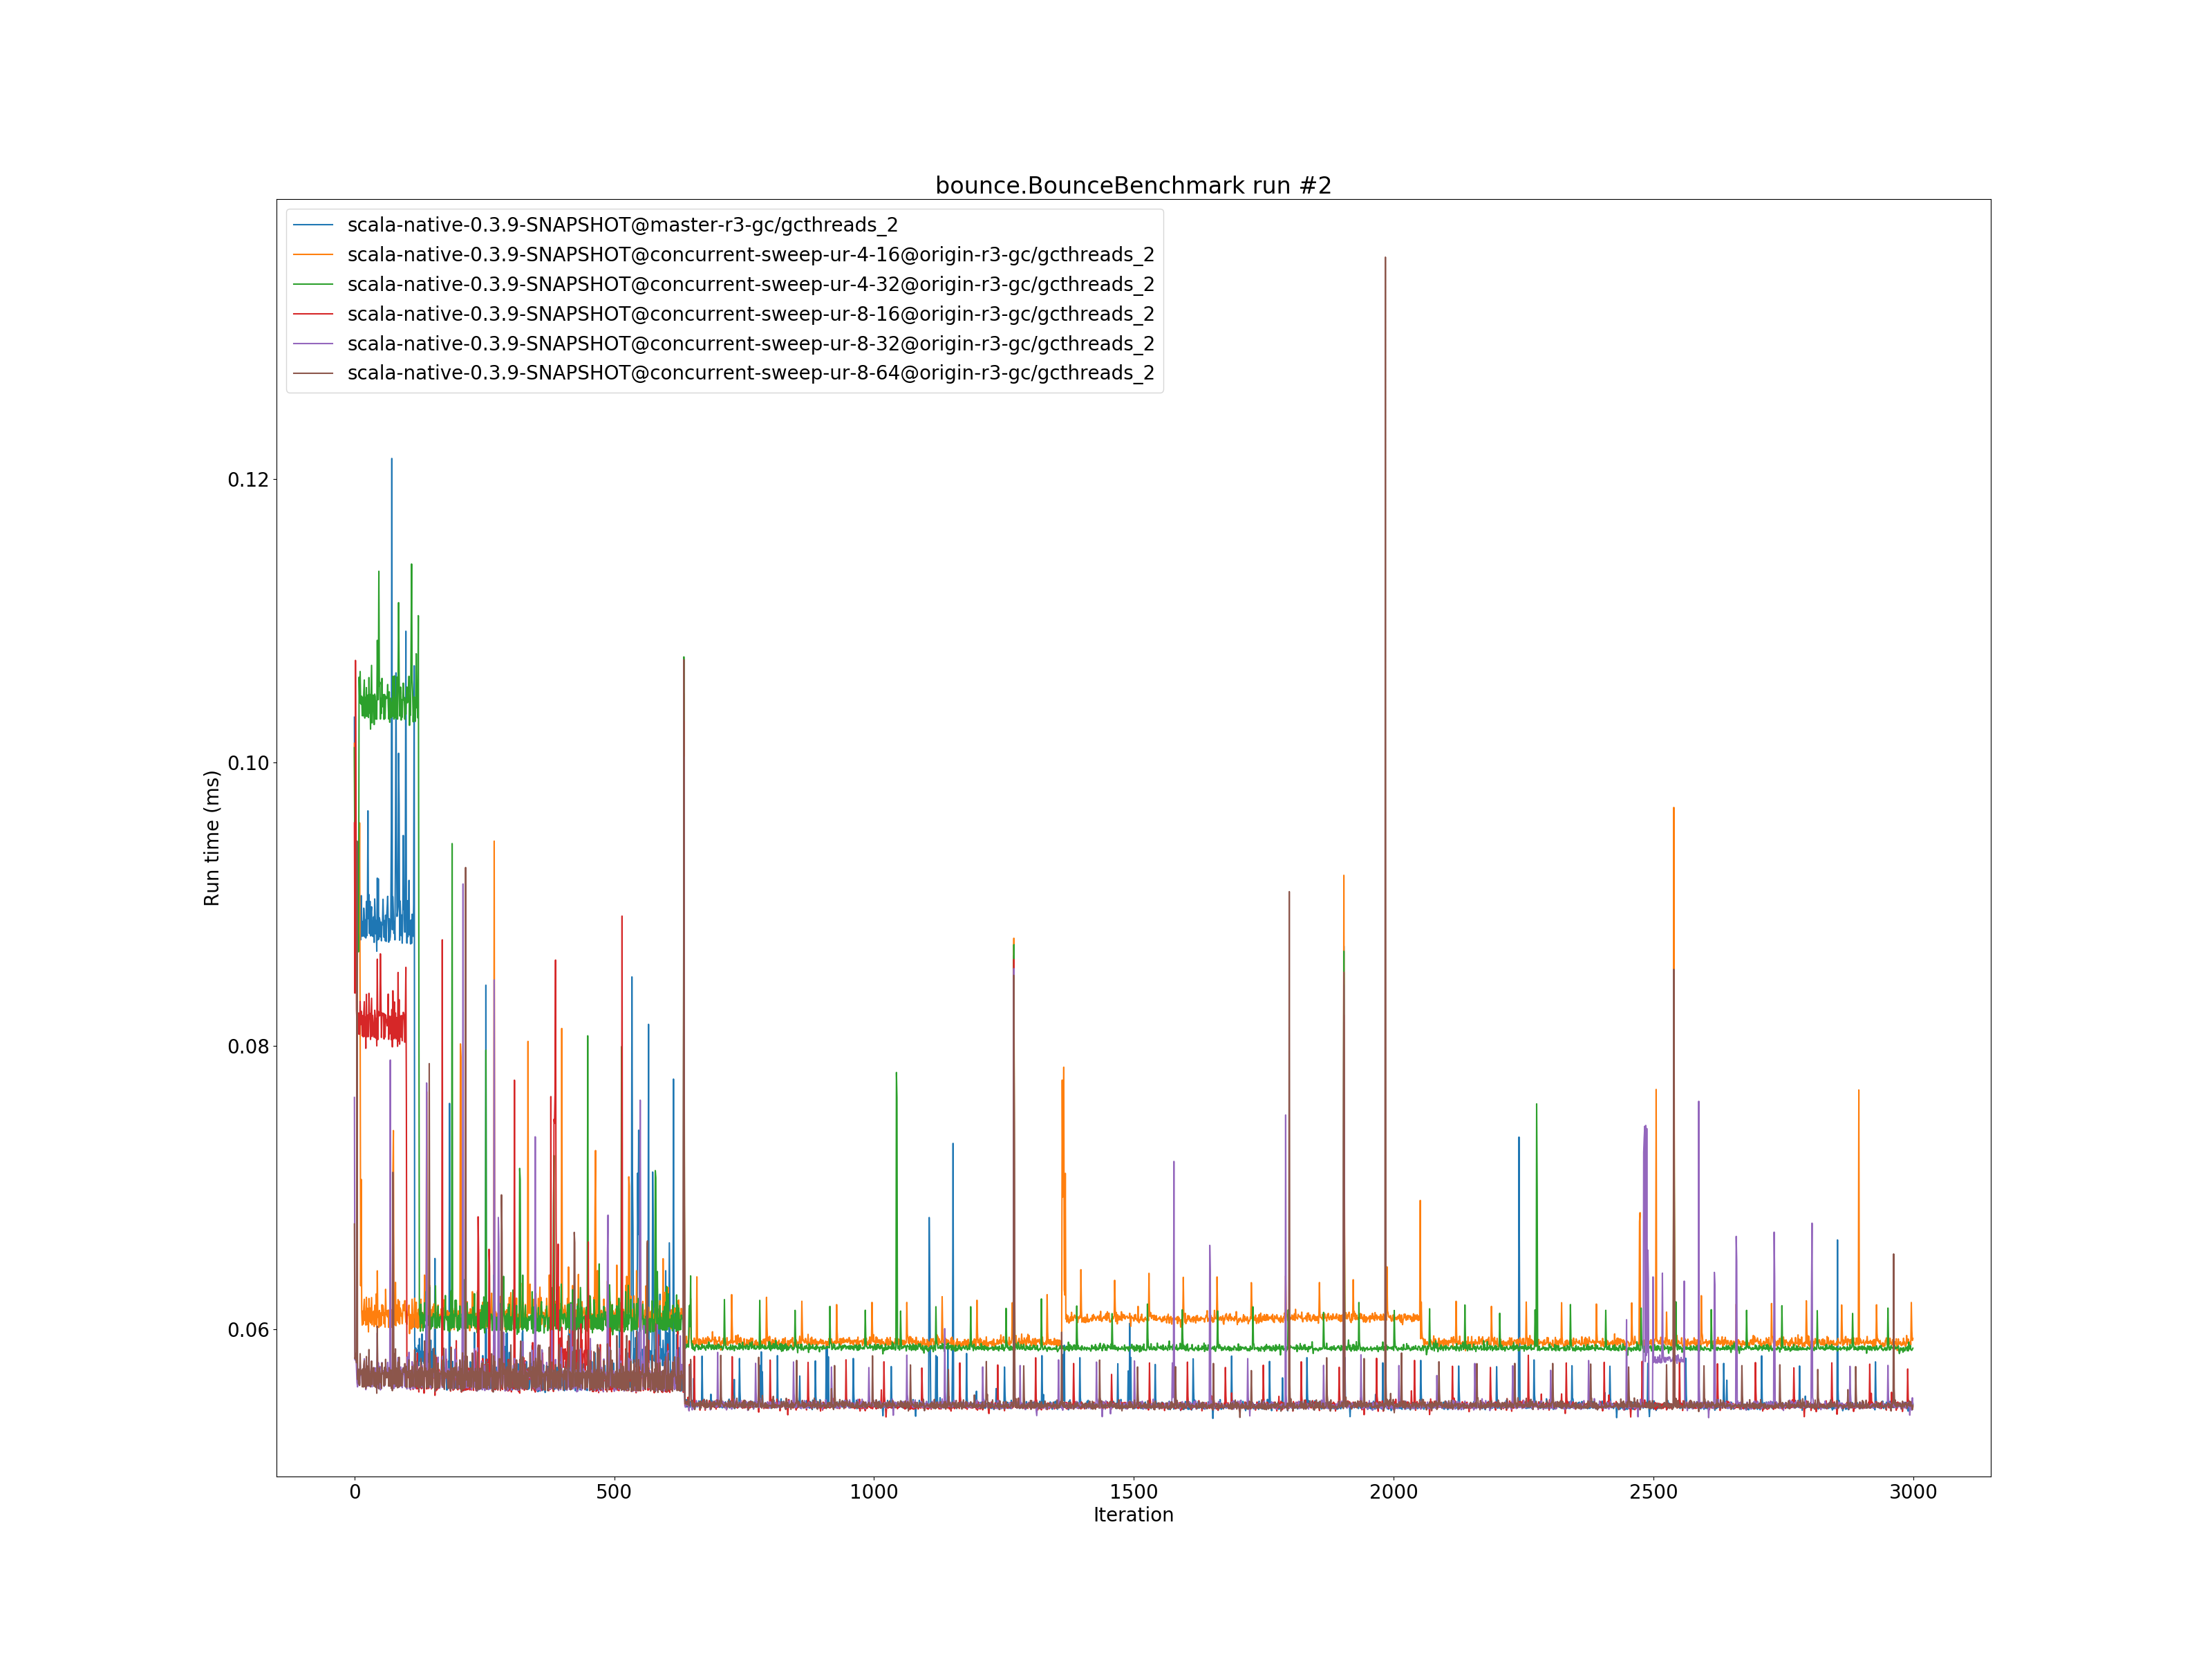 bounce.BounceBenchmark run #2
scala-native-0.3.9-SNAPSHOT@master-r3-gc/gcthreads_2
scala-native-0.3.9-SNAPSHOT@concurrent-sweep-ur-4-16@origin-r3-gc/gcthreads_2
scala-native-0.3.9-SNAPSHOT@concurrent-sweep-ur-4-32@origin-r3-gc/gcthreads_2
scala-native-0.3.9-SNAPSHOT@concurrent-sweep-ur-8-16@origin-r3-gc/gcthreads_2
scala-native-0.3.9-SNAPSHOT@concurrent-sweep-ur-8-32@origin-r3-gc/gcthreads_2
scala-native-0.3.9-SNAPSHOT@concurrent-sweep-ur-8-64@origin-r3-gc/gcthreads_2
0.12
0.10
0.08
0.06
Run time (ms)
0 500 1000 1500 2000 2500 3000
Iteration